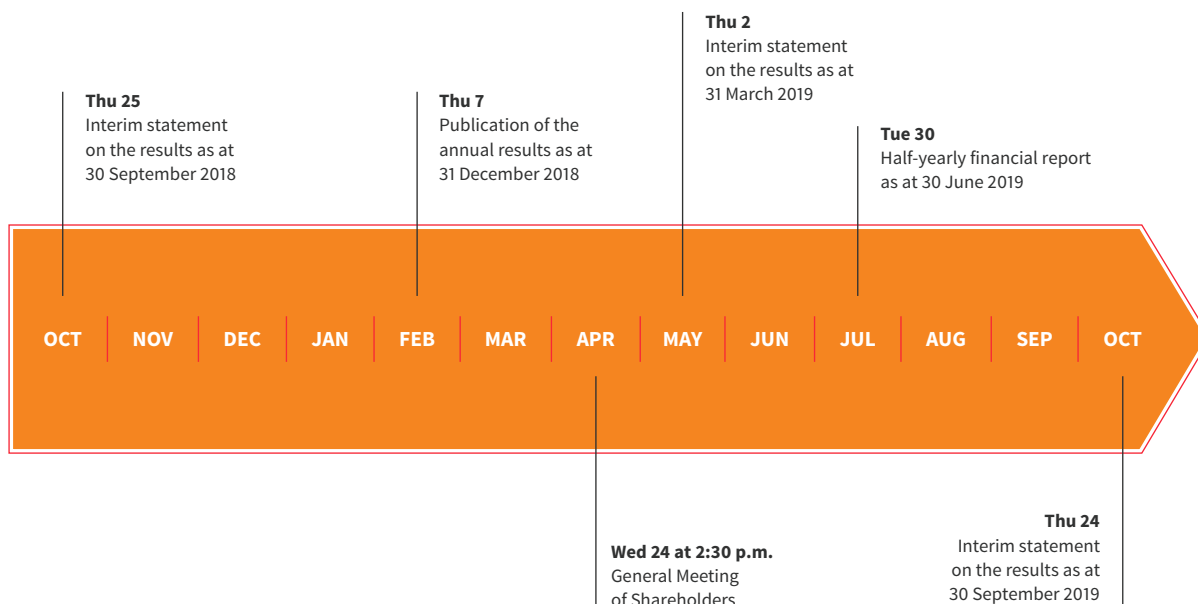 Thu 2
Interim statement
on the results as at
31 March 2019
Thu 25
Interim statement
on the results as at
30 September 2018
Thu 7
Publication of the
annual results as at
31 December 2018
Tue 30
Half-yearly financial report
as at 30 June 2019
OCT NOV DEC JAN FEB MAR APR MAY JUN JUL AUG SEP OCT
Wed 24 at 2:30 p.m.
General Meeting
of Shareholders
Thu 24
Interim statement
on the results as at
30 September 2019